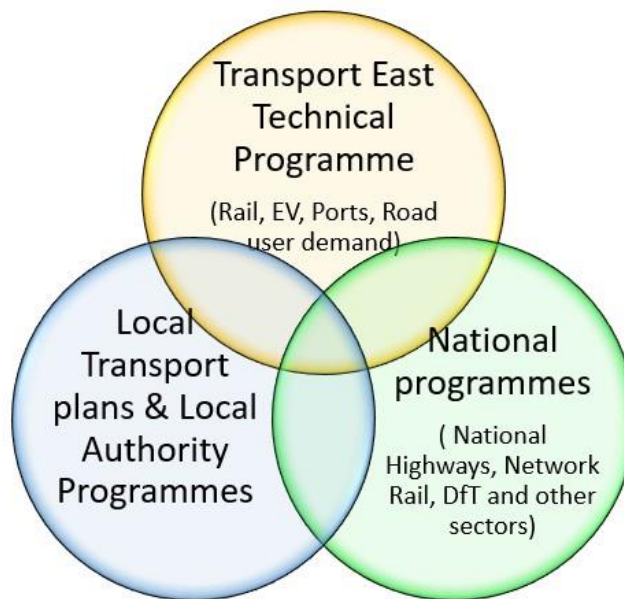 Transport East
Technical
Programme
(Rail, EV, Ports, Road
user demand)
Local
Transport
plans & Local
Authority
Programmes
National
programmes
( National
Highways, Network
Rail, DfT and other
sectors)